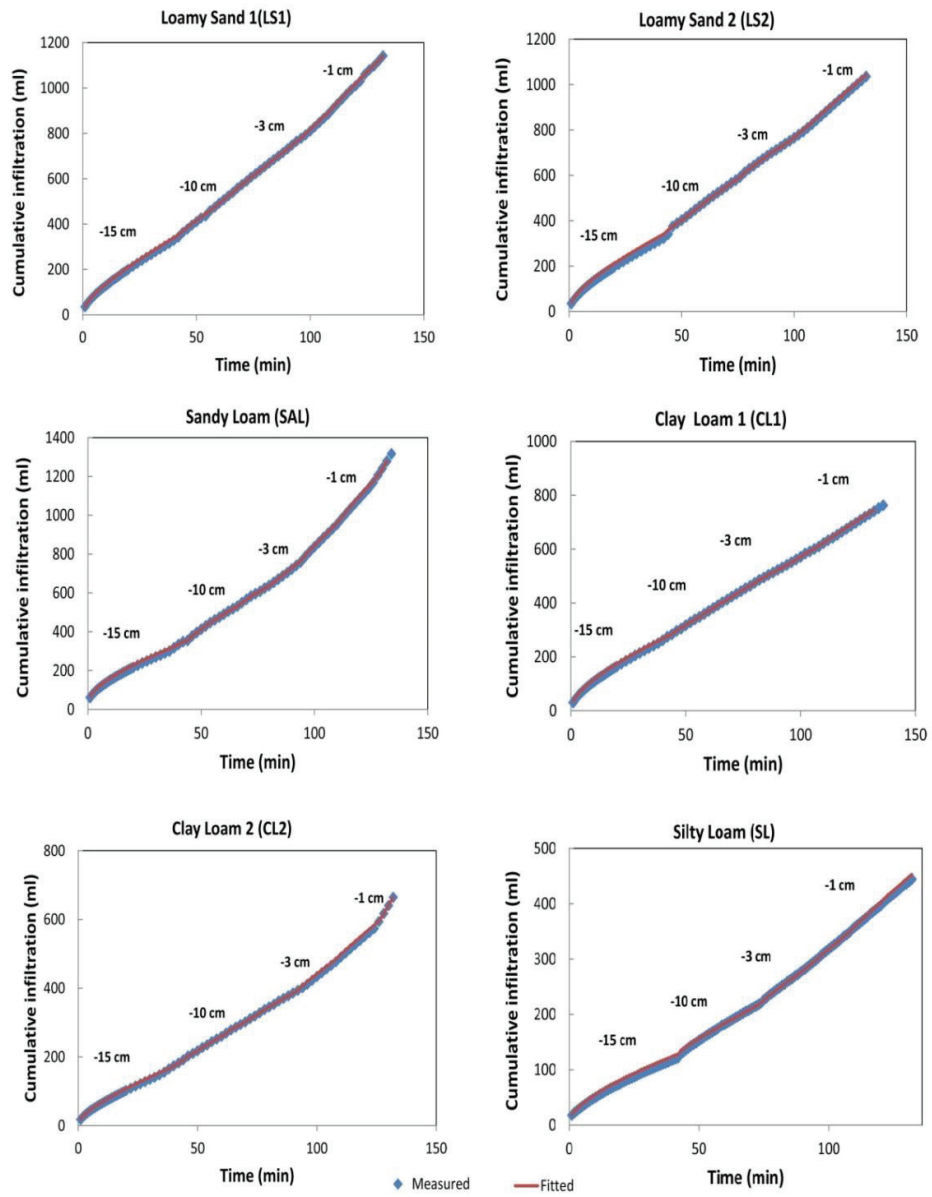 Loamy Sand 1(LS1)
Cumulative infiltration (ml)
1200
1000
800
600
400
200
0
-15 cm
-10 cm
-3 cm
-1 cm
0
50
100
150
Time (min)
Loamy Sand 2 (LS2)
Cumulative infiltration (ml)
1200
1000
800
600
400
200
0
-15 cm
-10 cm
-3 cm
-1 cm
0
50
100
150
Time (min)
Sandy Loam (SAL)
Cumulative infiltration (ml)
1400
1200
1000
800
600
400
200
0
-15 cm
-10 cm
-3 cm
-1 cm
0
50
100
150
Time (min)
Clay Loam 1 (CL1)
Cumulative infiltration (ml)
1000
800
600
400
200
0
-15 cm
-10 cm
-3 cm
-1 cm
0
50
100
150
Time (min)
Clay Loam 2 (CL2)
Cumulative infiltration (ml)
800
600
400
200
0
-15 cm
-10 cm
-3 cm
-1 cm
0
50
100
150
Time (min)
Silty Loam (SL)
Cumulative infiltration (ml)
500
400
300
200
100
0
-15 cm
-10 cm
-3 cm
-1 cm
0
50
100
Time (min)
Measured
Fitted